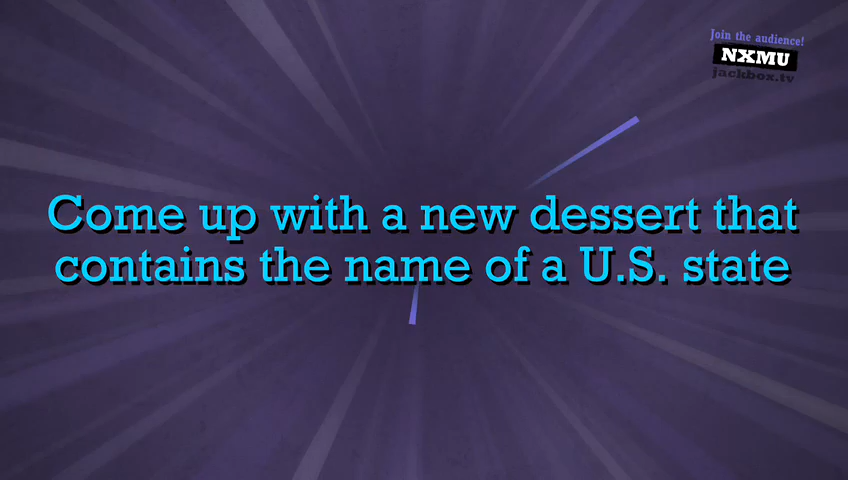 Join the audience!
NXMU
jackbox.tv
Come up with a new dessert that
contains the name of a U.S. state